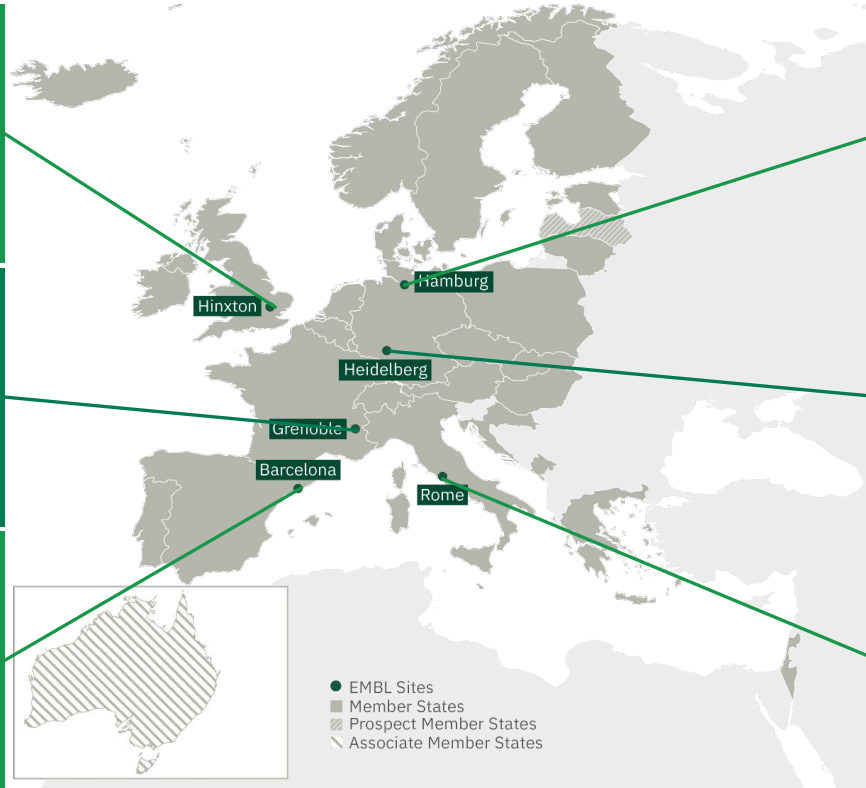 Hamburg
Hinxton
Heidelberg
Grenoble
Barcelona
Rome
EMBL Sites
Member States
Prospect Member States
Associate Member States